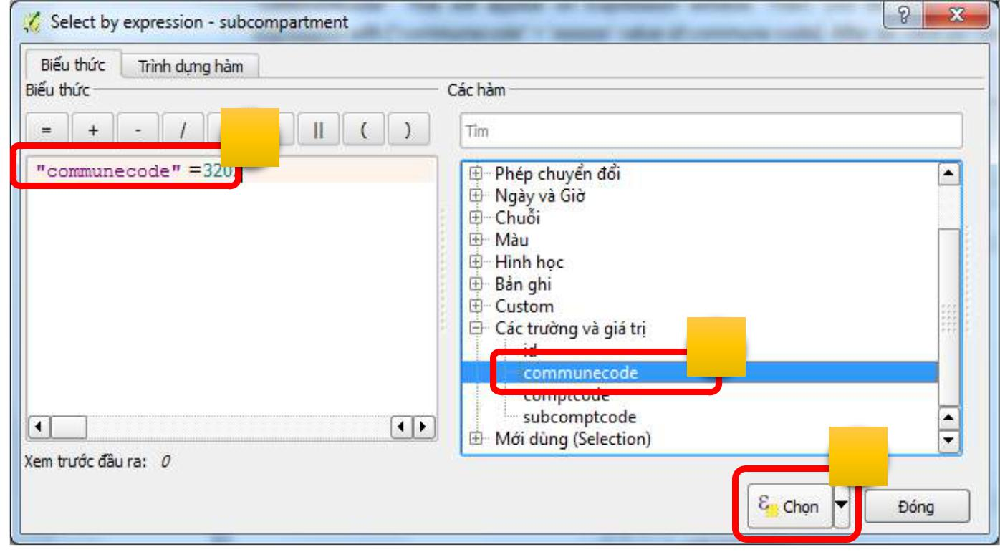 Select by expression - subcompartment
?
Biểu thức
Trình dựng hàm
Biểu thức
Các hàm
= + - / || ( )
Tìm
"communecode" =320
Phép chuyển đổi
Ngày và Giờ
Chuỗi
Màu
Hình học
Bản ghi
Custom
Các trường và giá trị
id
communecode
comptcode
subcomptcode
Mới dùng (Selection)
Xem trước đầu ra: 0
ε Chọn
Đóng